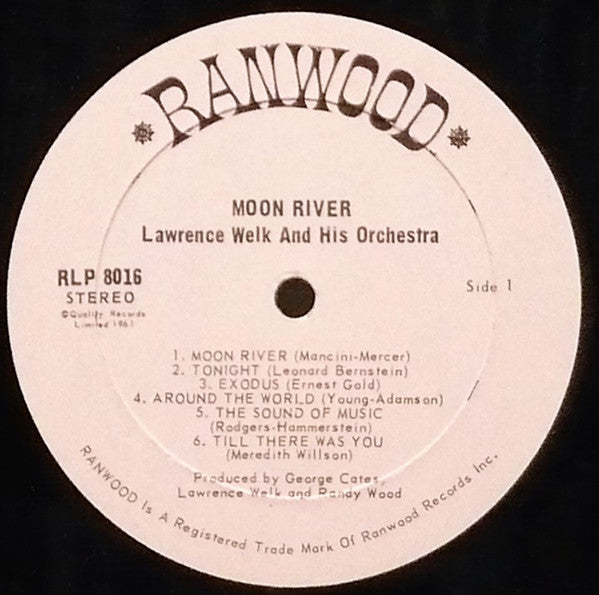 RANWOOD
MOON RIVER
Lawrence Welk And His Orchestra
RLP 8016
STEREO
©Quality Records
Limited 1961
Side 1
1. MOON RIVER (Mancini-Mercer)
2. TONIGHT (Leonard Bernstein)
3. EXODUS (Ernest Gold)
4. AROUND THE WORLD (Young-Adamson)
5. THE SOUND OF MUSIC
(Rodgers-Hammerstein)
6. TILL THERE WAS YOU
(Meredith Willson)
Produced by George Cates,
Lawrence Welk and Randy Wood
RANWOOD Is A Registered Trade Mark Of Ranwood Records Inc.